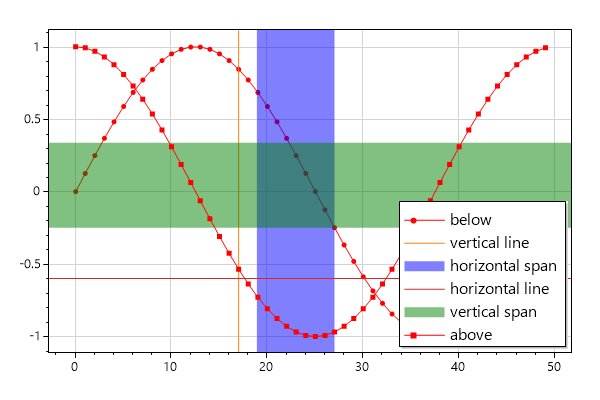 1
0.5
0
-0.5
-1
below
vertical line
horizontal span
horizontal line
vertical span
above
0 10 20 30 40 50